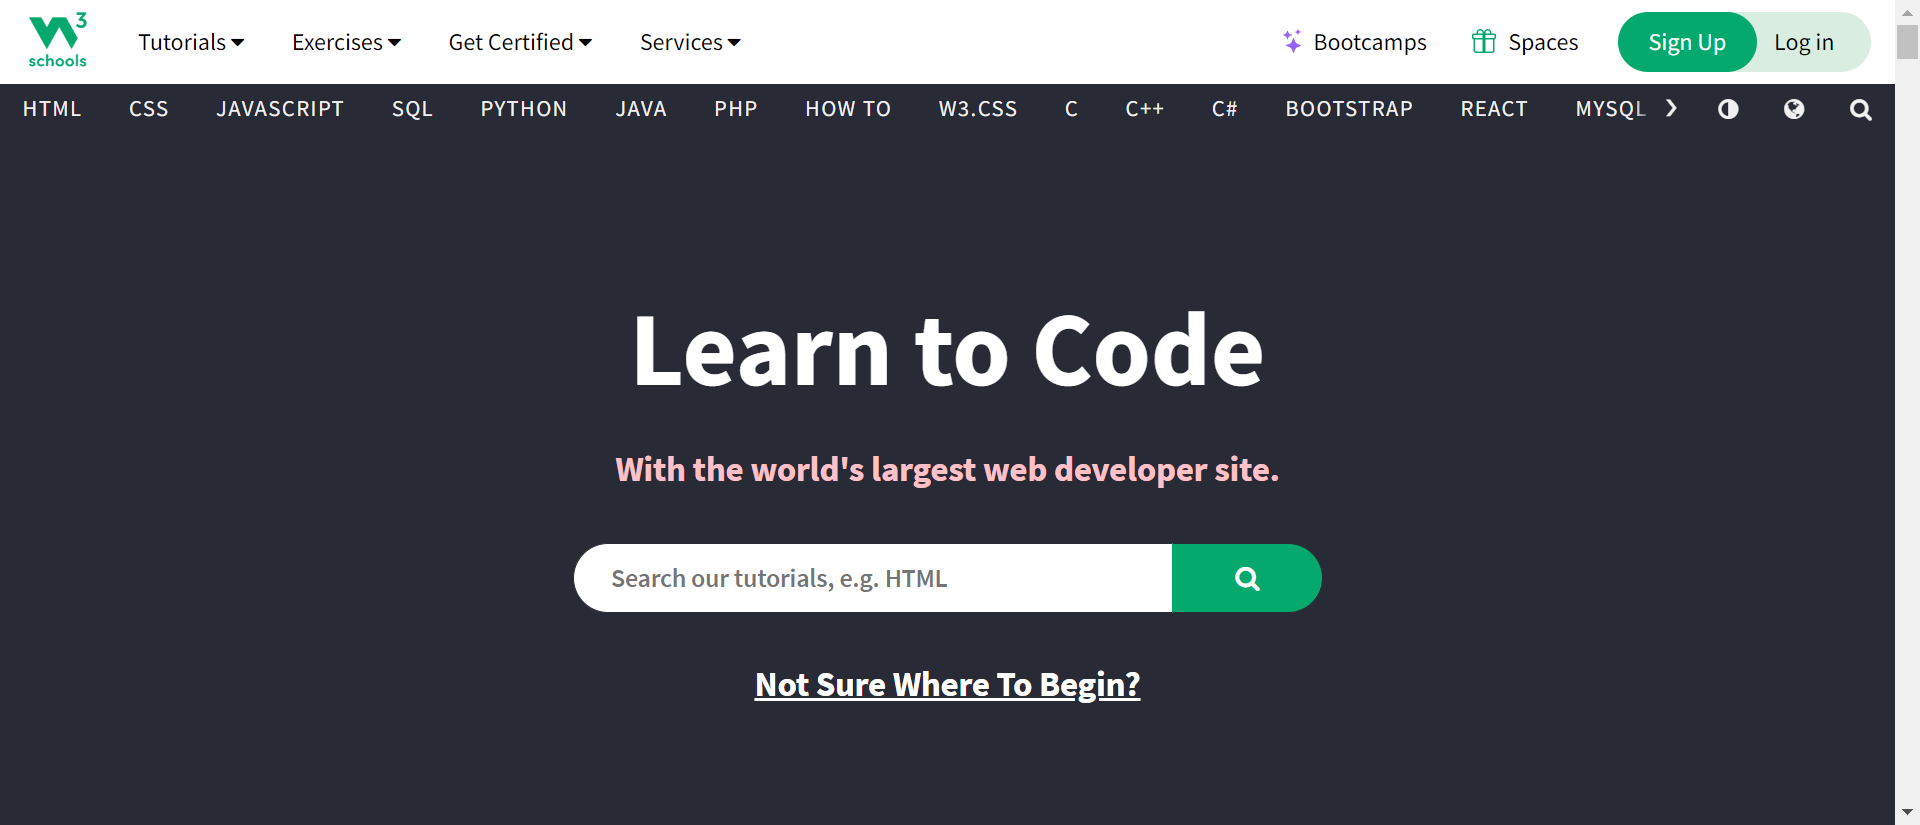 W3 schools
Tutorials Exercises Get Certified Services Bootcamps Spaces Sign Up Log in
HTML CSS JAVASCRIPT SQL PYTHON JAVA PHP HOW TO W3.CSS C C++ C# BOOTSTRAP REACT MYSQL
Learn to Code
With the world's largest web developer site.
Search our tutorials, e.g. HTML
Not Sure Where To Begin?